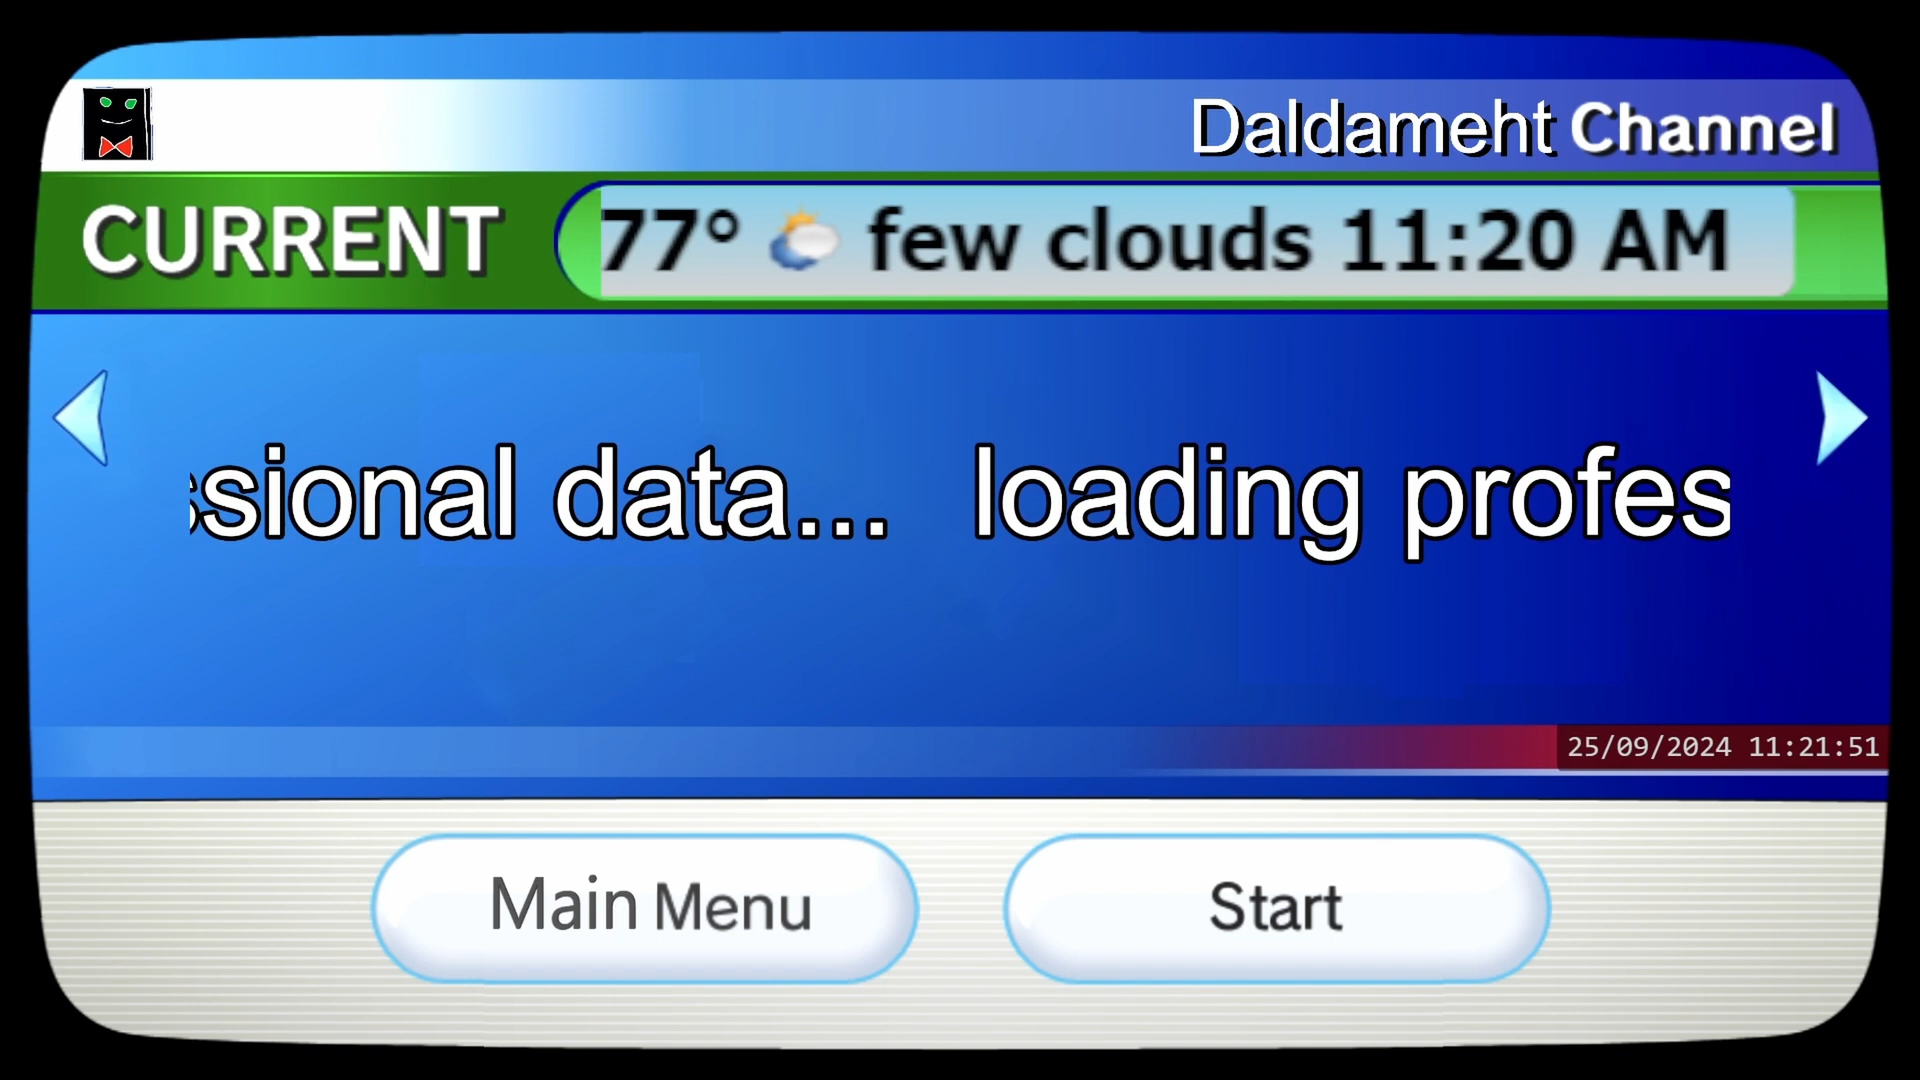 Daldameht Channel
CURRENT 77° few clouds 11:20 AM
ssional data... loading profes
25/09/2024 11:21:51
Main Menu Start